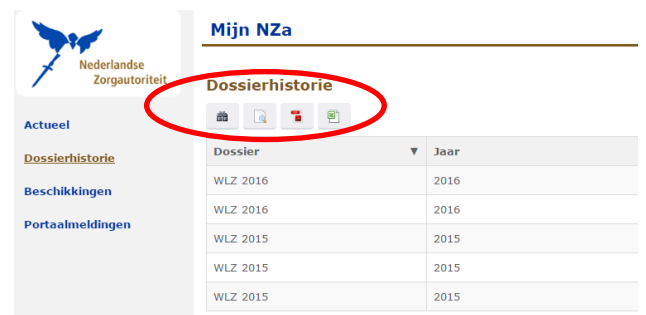 Mijn NZa
Nederlandse
Zorgautoriteit
Dossierhistorie
Actueel
Dossierhistorie
Beschikkingen
Portaalmeldingen
Dossier ▼ Jaar
WLZ 2016 2016
WLZ 2016 2016
WLZ 2015 2015
WLZ 2015 2015
WLZ 2015 2015